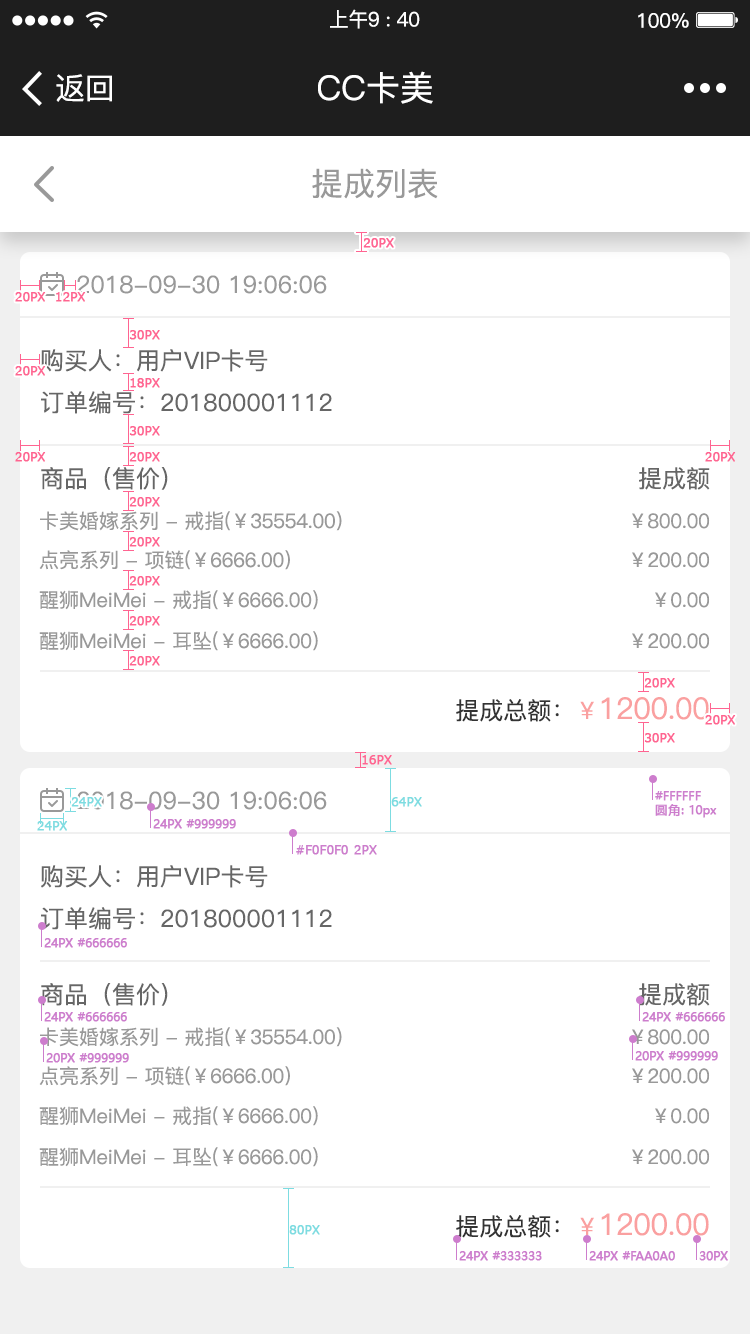 上午9 : 40
100%
返回
CC卡美
提成列表
20PX
2018-09-30 19:06:06
20PX
12PX
30PX
购买人：用户VIP卡号
20PX
18PX
订单编号：201800001112
30PX
20PX
20PX
20PX
商品（售价）
提成额
20PX
卡美婚嫁系列 - 戒指(￥35554.00)
￥800.00
20PX
点亮系列 - 项链(￥6666.00)
￥200.00
20PX
醒狮MeiMei - 戒指(￥6666.00)
￥0.00
20PX
醒狮MeiMei - 耳坠(￥6666.00)
￥200.00
20PX
20PX
提成总额：
￥1200.00
20PX
30PX
16PX
2018-09-30 19:06:06
24PX
64PX
#FFFFFF
圆角: 10px
24PX
24PX #999999
#F0F0F0 2PX
购买人：用户VIP卡号
订单编号：201800001112
24PX #666666
商品（售价）
提成额
24PX #666666
24PX #666666
卡美婚嫁系列 - 戒指(￥35554.00)
￥800.00
20PX #999999
20PX #999999
点亮系列 - 项链(￥6666.00)
￥200.00
醒狮MeiMei - 戒指(￥6666.00)
￥0.00
醒狮MeiMei - 耳坠(￥6666.00)
￥200.00
80PX
提成总额：
￥1200.00
24PX #333333
24PX #FAA0A0
30PX